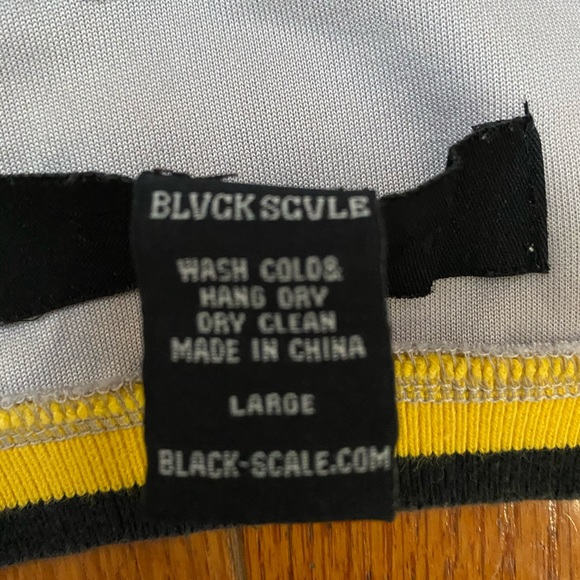 BLVCK SCVLE
WASH COLD&
HANG DRY
DRY CLEAN
MADE IN CHINA
LARGE
BLACK-SCALE.COM